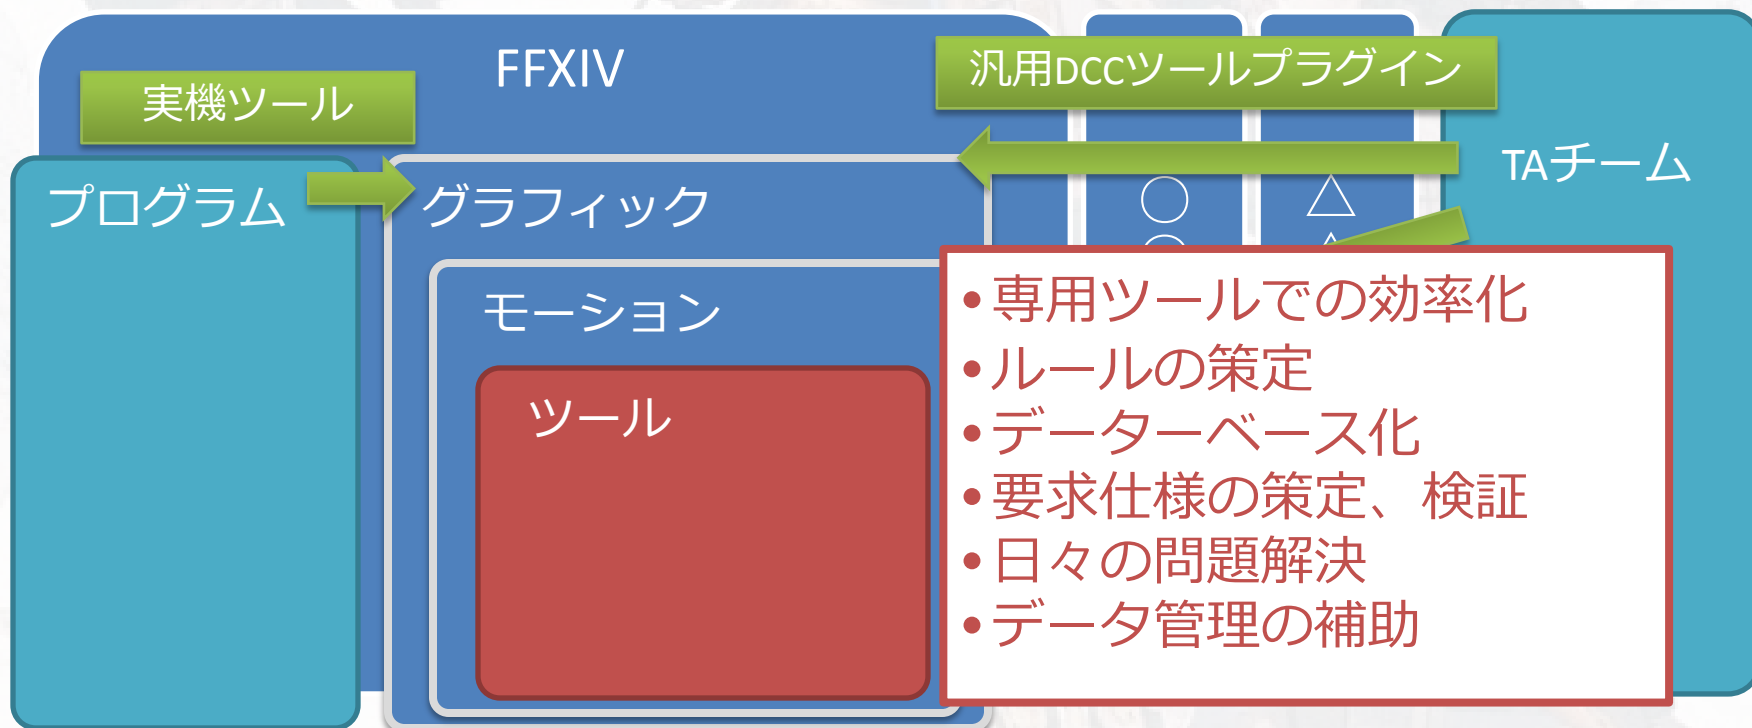 FFXIV
実機ツール
汎用DCCツールプラグイン
プログラム
グラフィック
モーション
ツール
○
△
TAチーム
•専用ツールでの効率化
•ルールの策定
•データーベース化
•要求仕様の策定、検証
•日々の問題解決
•データ管理の補助